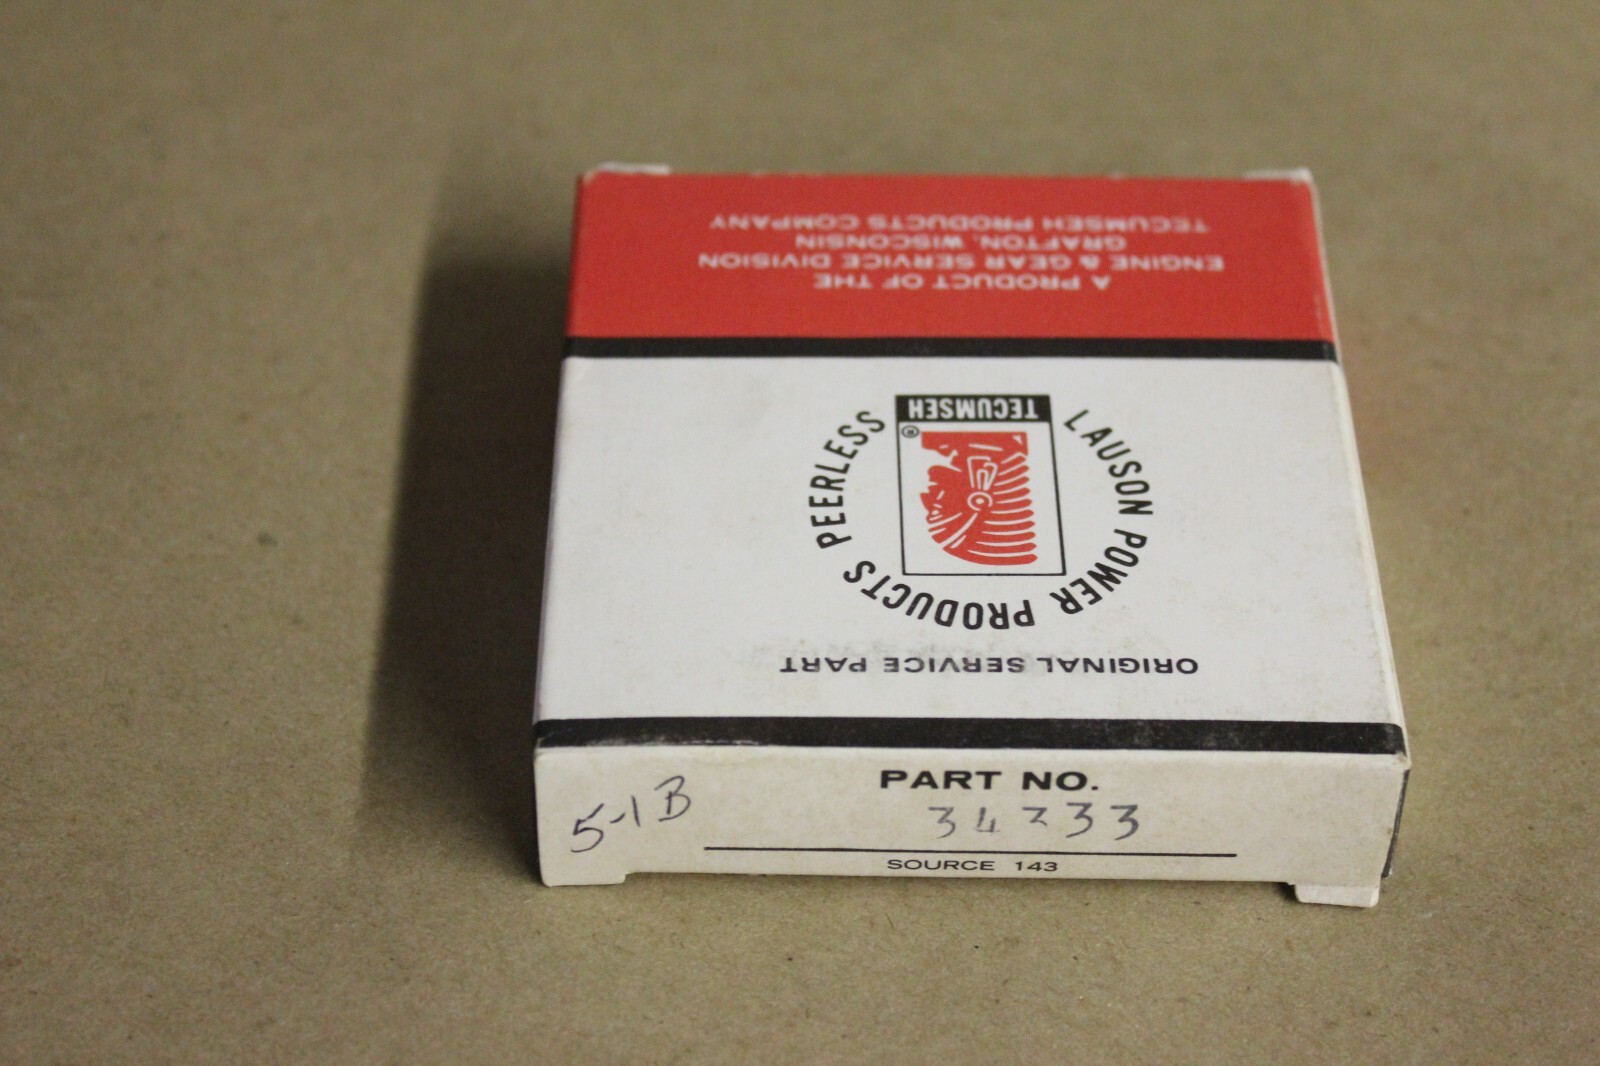 TECUMSEH PRODUCTS COMPANY
GRAFTON, WISCONSIN
ENGINE & GEAR SERVICE DIVISION
A PRODUCT OF THE
TECUMSEH
®
LAUSON POWER PRODUCTS PEERLESS
ORIGINAL SERVICE PART
PART NO.
34333
5-1B
SOURCE 143